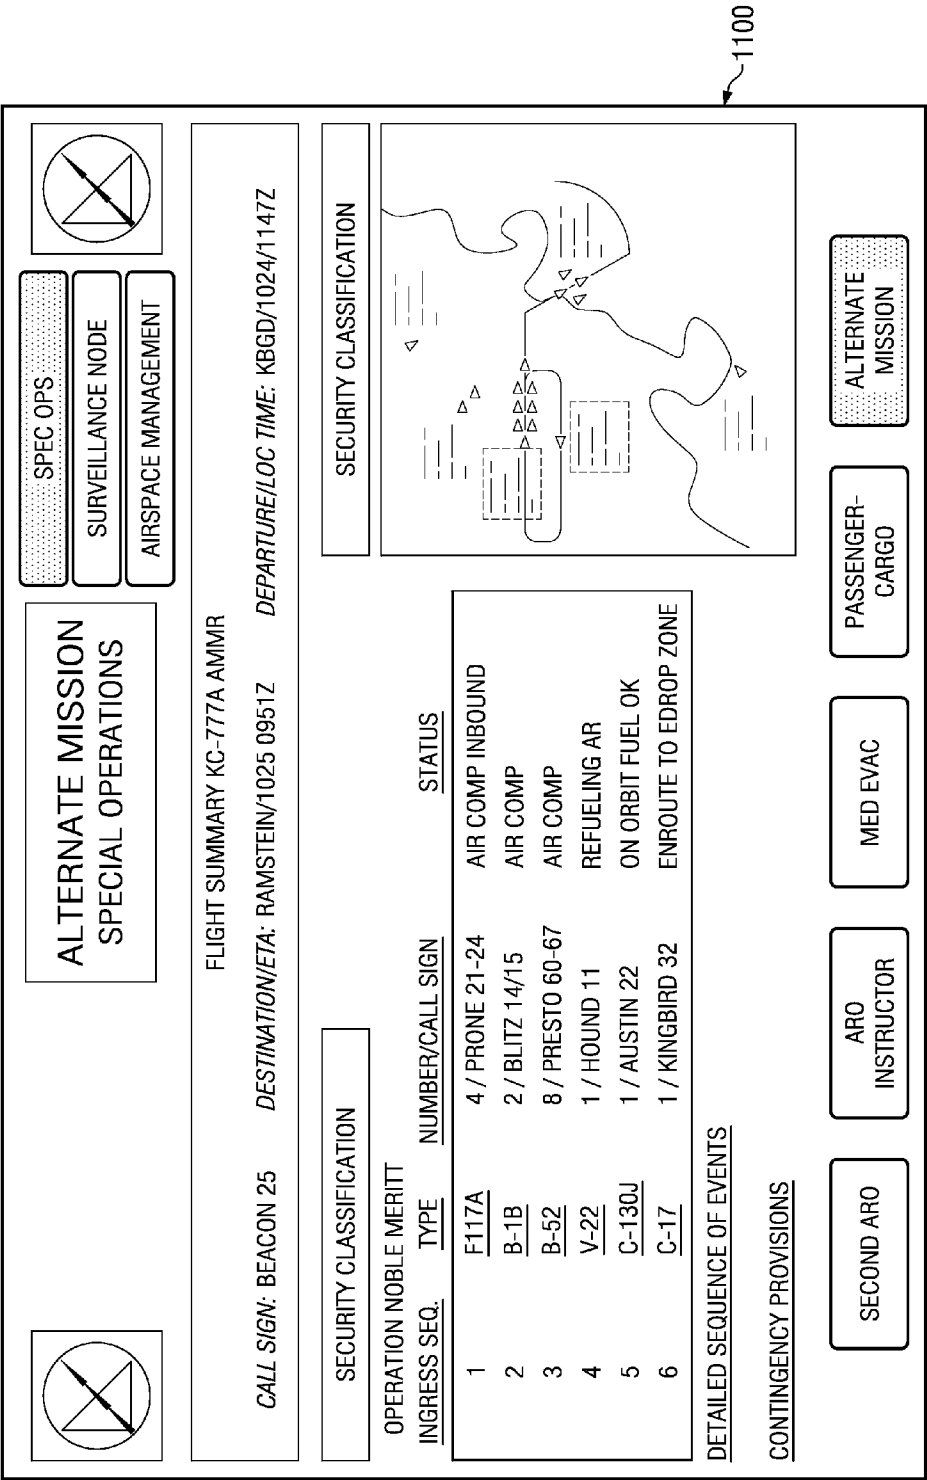 ALTERNATE MISSION
SPECIAL OPERATIONS
SPEC OPS
SURVEILLANCE NODE
AIRSPACE MANAGEMENT
FLIGHT SUMMARY KC-777A AMMR
CALL SIGN: BEACON 25 DESTINATION/ETA: RAMSTEIN/1025 0951Z DEPARTURE/LOC TIME: KBGD/1024/1147Z
SECURITY CLASSIFICATION
SECURITY CLASSIFICATION
OPERATION NOBLE MERITT
INGRESS SEQ. TYPE NUMBER/CALL SIGN STATUS
1 F117A 4 / PRONE 21-24 AIR COMP INBOUND
2 B-1B 2 / BLITZ 14/15 AIR COMP
3 B-52 8 / PRESTO 60-67 AIR COMP
4 V-22 1 / HOUND 11 REFUELING AR
5 C-130J 1 / AUSTIN 22 ON ORBIT FUEL OK
6 C-17 1 / KINGBIRD 32 ENROUTE TO EDROP ZONE
DETAILED SEQUENCE OF EVENTS
CONTINGENCY PROVISIONS
SECOND ARO
ARO
INSTRUCTOR
MED EVAC
PASSENGER-
CARGO
ALTERNATE
MISSION
1100